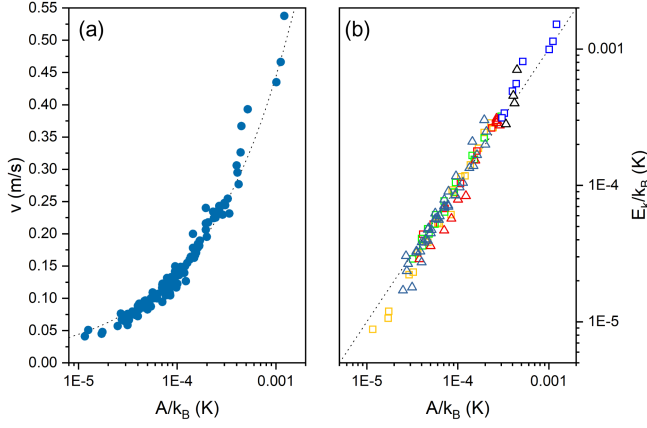 (a)
0.55
0.50
0.45
0.40
0.35
0.30
0.25
0.20
0.15
0.10
0.05
0.00
v (m/s)
1E-5
1E-4
0.001
A/k_B (K)
(b)
0.001
1E-4
1E-5
E_k/k_B (K)
1E-5
1E-4
0.001
A/k_B (K)